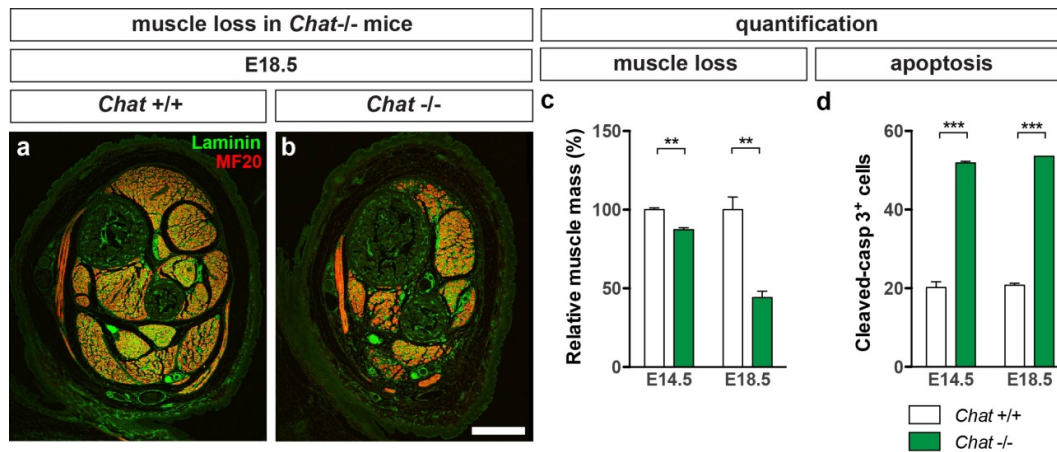 muscle loss in Chat-/- mice
quantification
E18.5
muscle loss
apoptosis
Chat +/+
Chat -/-
a
Laminin
MF20
b
c
Relative muscle mass (%)
150
100
50
0
**
**
E14.5
E18.5
d
Cleaved-casp 3+ cells
60
40
20
0
***
***
E14.5
E18.5
Chat +/+
Chat -/-